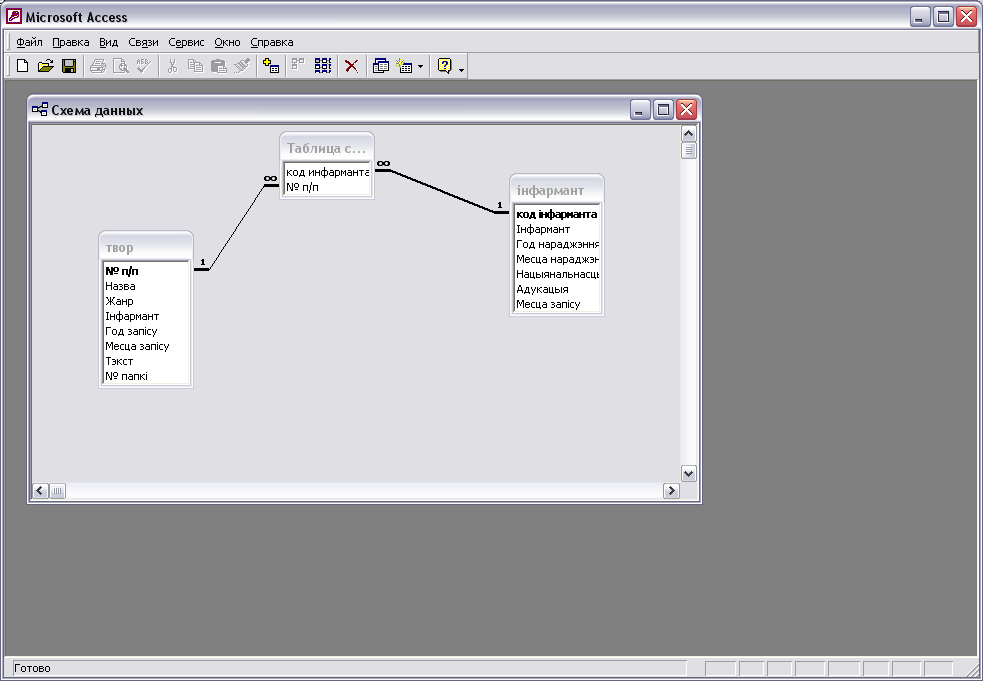 Microsoft Access
Файл Правка Вид Связи Сервис Окно Справка
Схема данных
Таблица с...
код инфарманта
№ п/п
∞
∞
1
1
інфармант
код інфарманта
Інфармант
Год нараджэння
Месца нараджэн
Нацыянальнасць
Адукацыя
Месца запісу
твор
№ п/п
Назва
Жанр
Інфармант
Год запісу
Месца запісу
Тэкст
№ папкі
Готово